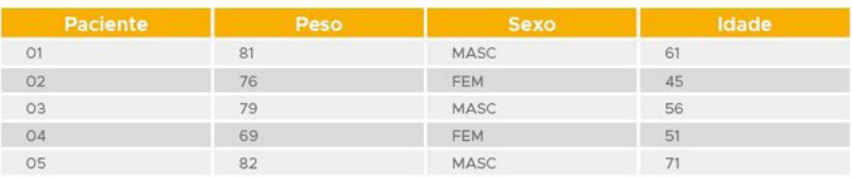 Paciente Peso Sexo Idade
01 81 MASC 61
02 76 FEM 45
03 79 MASC 56
04 69 FEM 51
05 82 MASC 71